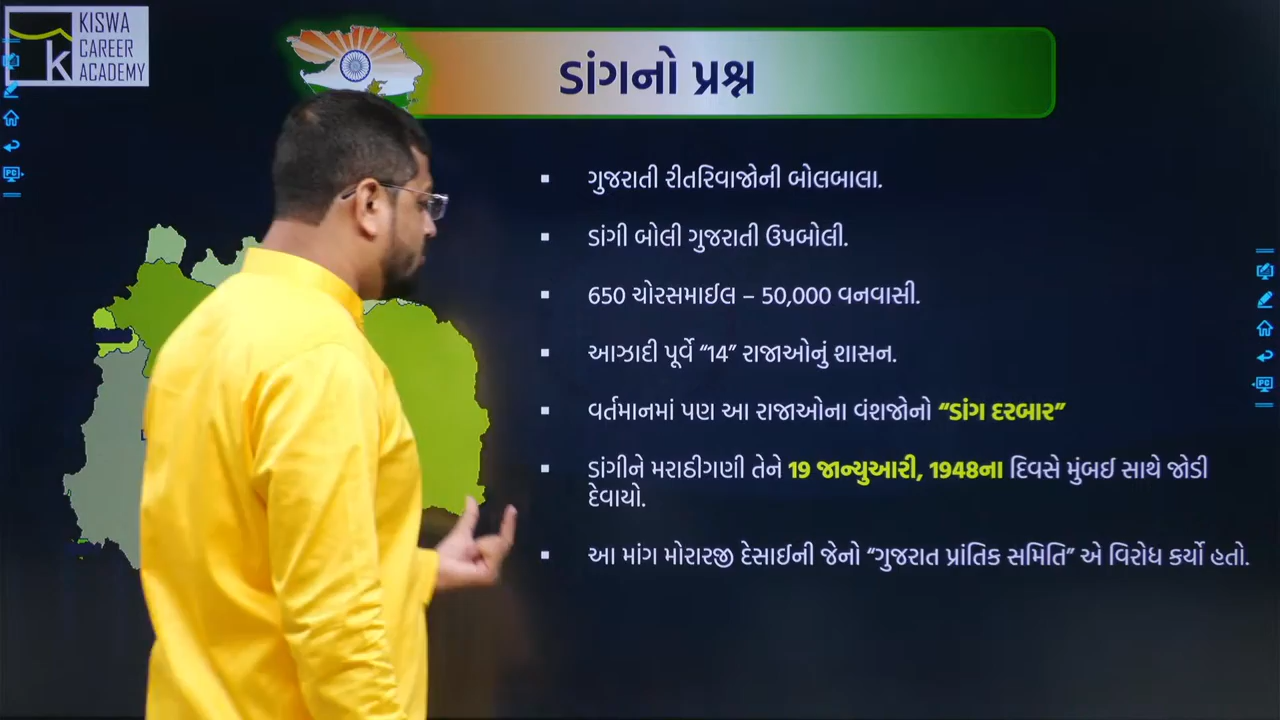 KISWA
CAREER
ACADEMY
k
ડાંગનો પ્રશ્ન
▪ ગુજરાતી રીતરિવાજોની બોલબાલા.
▪ ડાંગી બોલી ગુજરાતી ઉપબોલી.
▪ 650 ચોરસમાઈલ – 50,000 વનવાસી.
▪ આઝાદી પૂર્વે “14” રાજાઓનું શાસન.
▪ વર્તમાનમાં પણ આ રાજાઓના વંશજોનો “ડાંગ દરબાર”
▪ ડાંગીને મરાઠીગણી તેને 19 જાન્યુઆરી, 1948ના દિવસે મુંબઈ સાથે જોડી
દેવાયો.
▪ આ માંગ મોરારજી દેસાઈની જેનો “ગુજરાત પ્રાંતિક સમિતિ” એ વિરોધ કર્યો હતો.
PC
PC